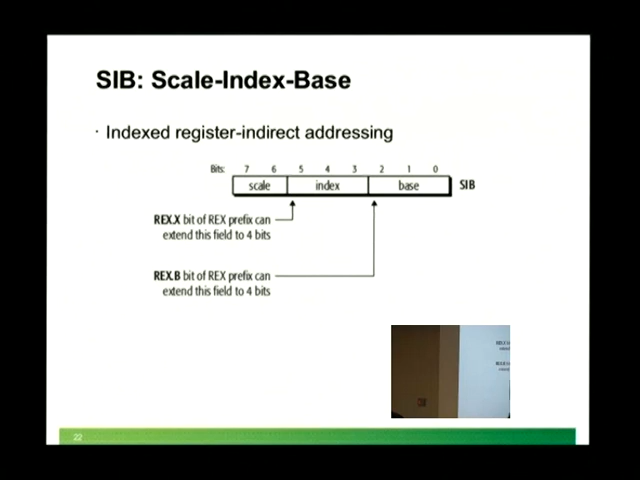 SIB: Scale-Index-Base
· Indexed register-indirect addressing
Bits: 7 6 5 4 3 2 1 0
scale index base SIB
REX.X bit of REX prefix can
extend this field to 4 bits
REX.B bit of REX prefix can
extend this field to 4 bits
22